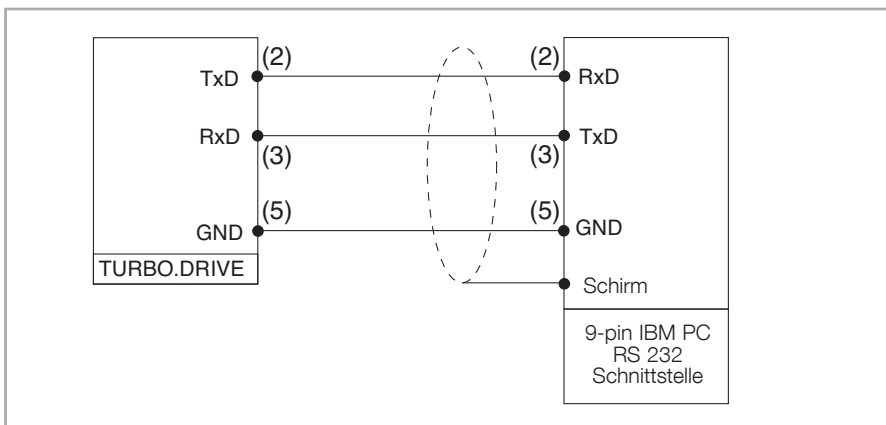 (2)
(2)
TxD
RxD
RxD
TxD
(3)
(3)
(5)
(5)
GND
GND
TURBO.DRIVE
Schirm
9-pin IBM PC
RS 232
Schnittstelle